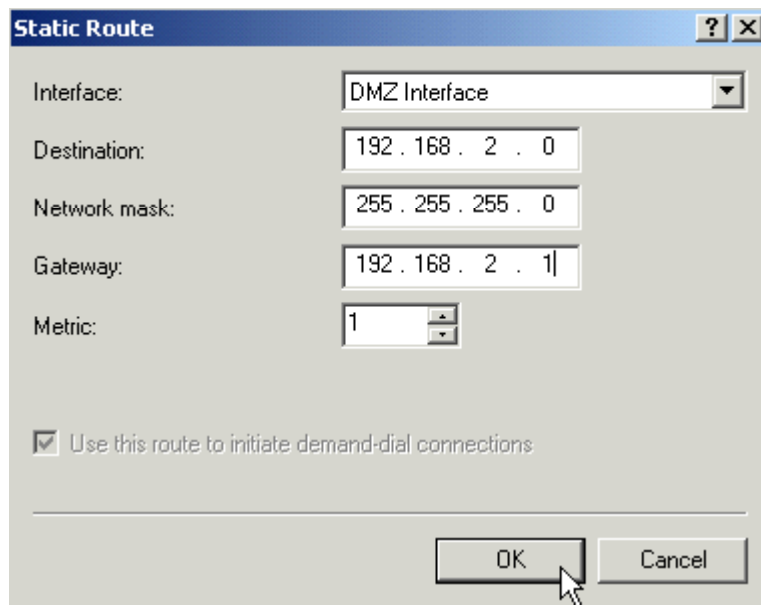 Static Route
Interface: DMZ Interface
Destination: 192 . 168 . 2 . 0
Network mask: 255 . 255 . 255 . 0
Gateway: 192 . 168 . 2 . 1
Metric: 1
Use this route to initiate demand-dial connections
OK Cancel